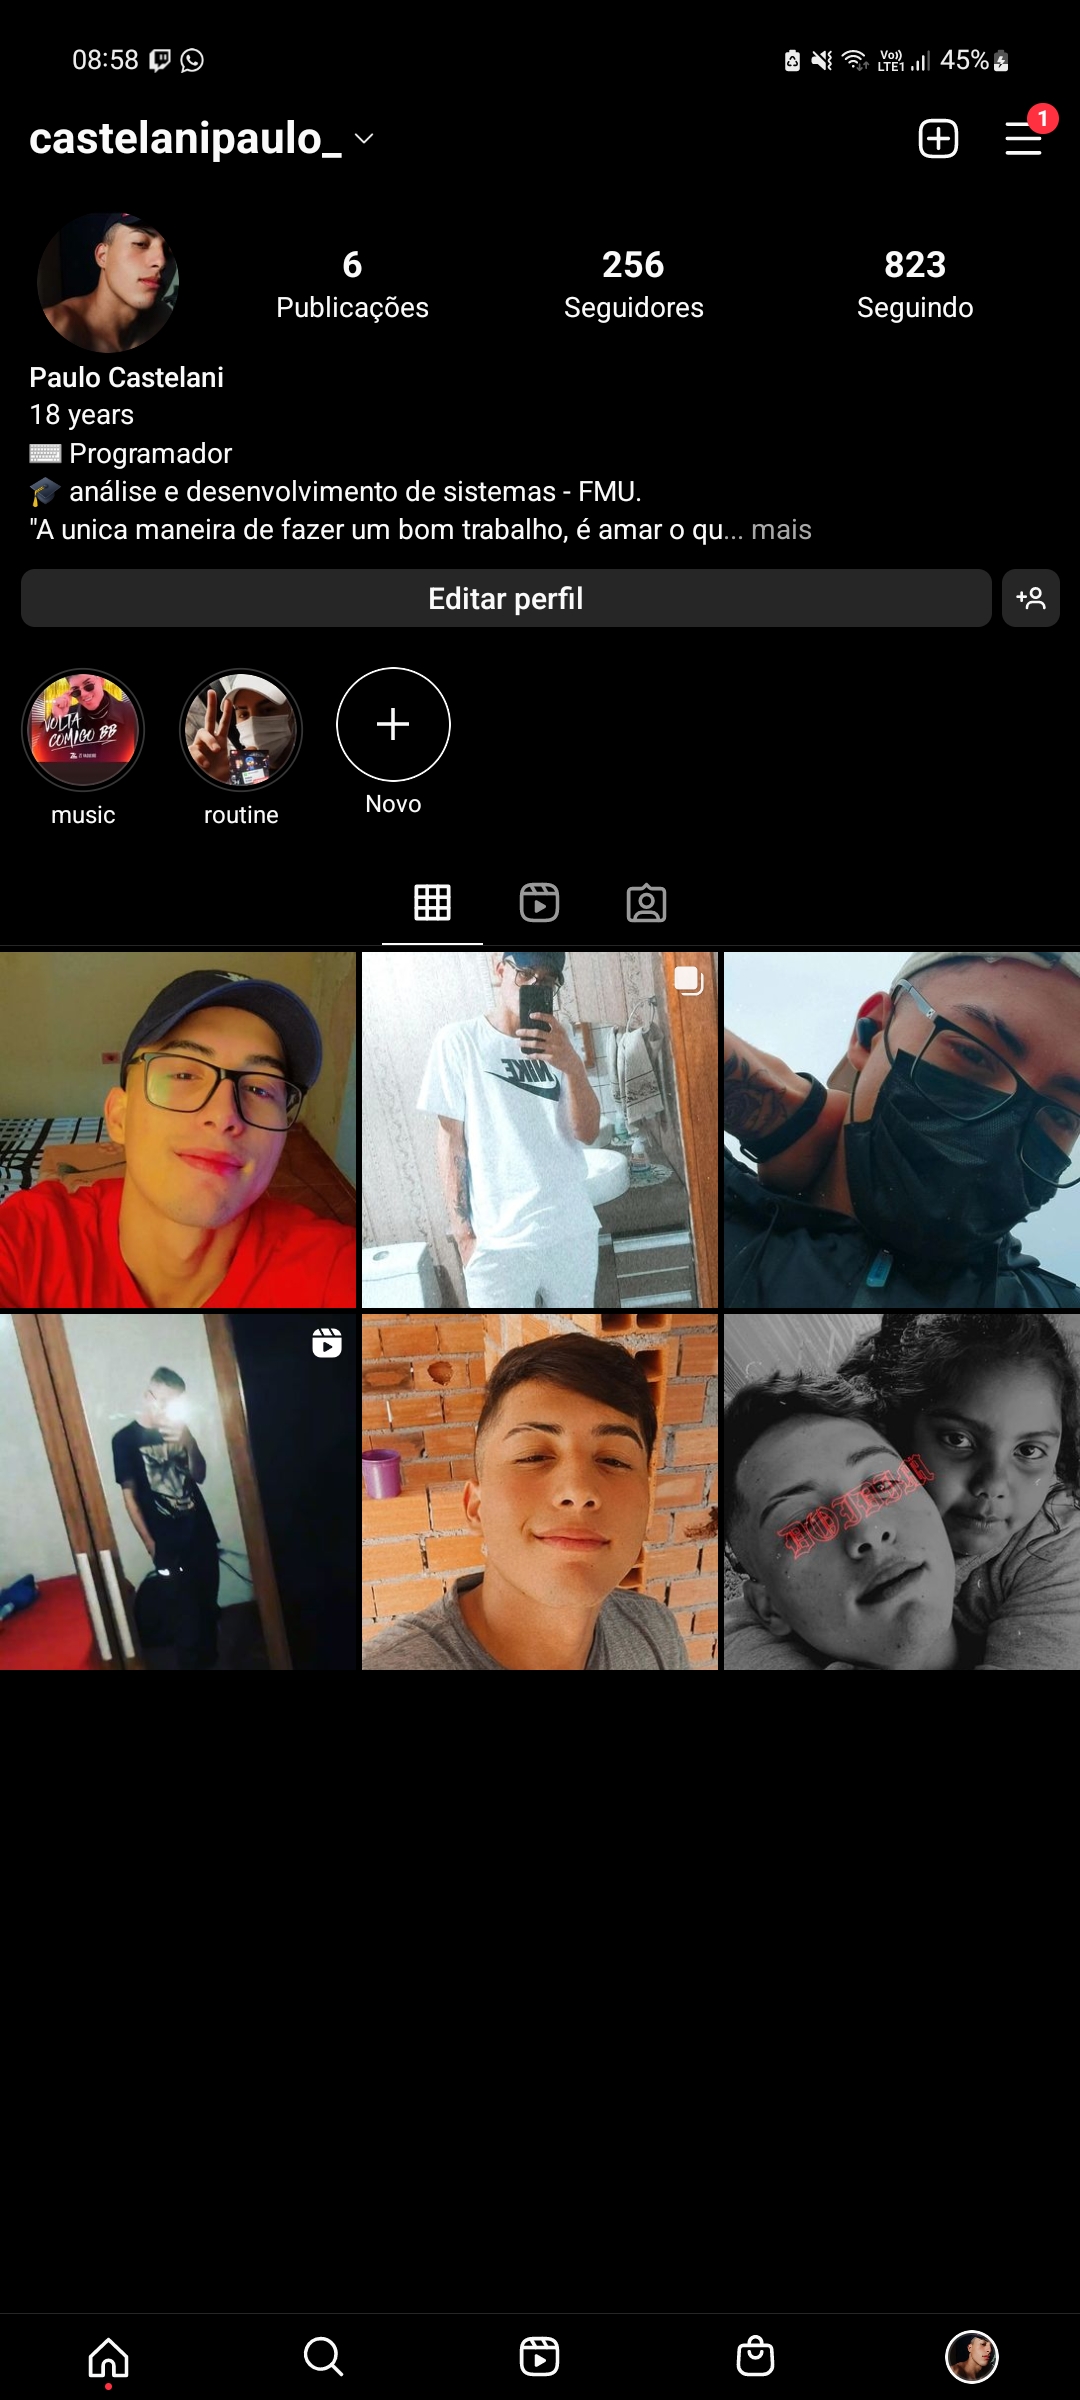 08:58
Vo))
LTE1
45%
castelanipaulo_
1
6
256
823
Publicações
Seguidores
Seguindo
Paulo Castelani
18 years
Programador
análise e desenvolvimento de sistemas - FMU.
"A unica maneira de fazer um bom trabalho, é amar o qu... mais
Editar perfil
VOLTA
COMIGO BB
music
routine
Novo
NIKE